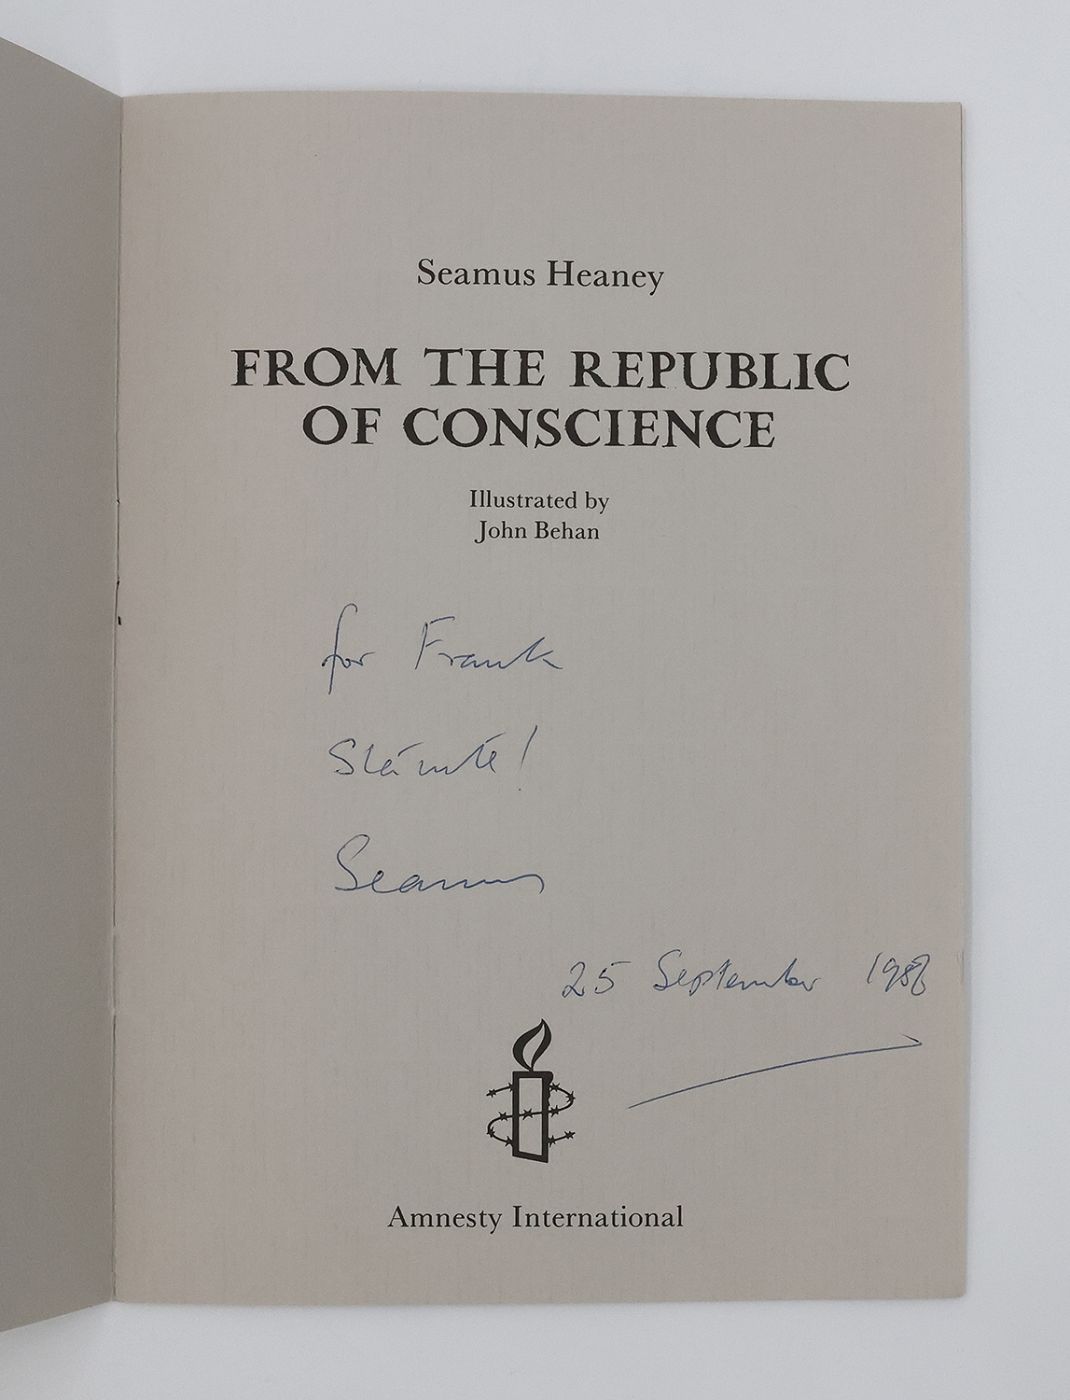 Seamus Heaney
FROM THE REPUBLIC
OF CONSCIENCE
Illustrated by
John Behan
for Frank
Sláinte!
Seamus
25 September 1988
Amnesty International